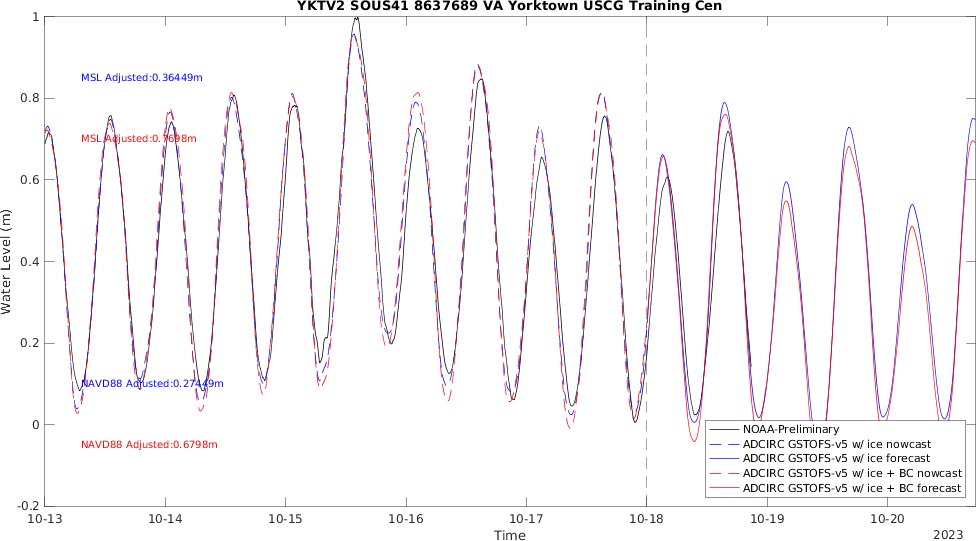 YKTV2 SOUS41 8637689 VA Yorktown USCG Training Cen
1
0.8
0.6
0.4
0.2
0
-0.2
Water Level (m)
MSL Adjusted:0.36449m
MSL Adjusted:0.7698m
NAVD88 Adjusted:0.27449m
NAVD88 Adjusted:0.6798m
NOAA-Preliminary
ADCIRC GSTOFS-v5 w/ ice nowcast
ADCIRC GSTOFS-v5 w/ ice forecast
ADCIRC GSTOFS-v5 w/ ice + BC nowcast
ADCIRC GSTOFS-v5 w/ ice + BC forecast
10-13 10-14 10-15 10-16 10-17 10-18 10-19 10-20
Time
2023